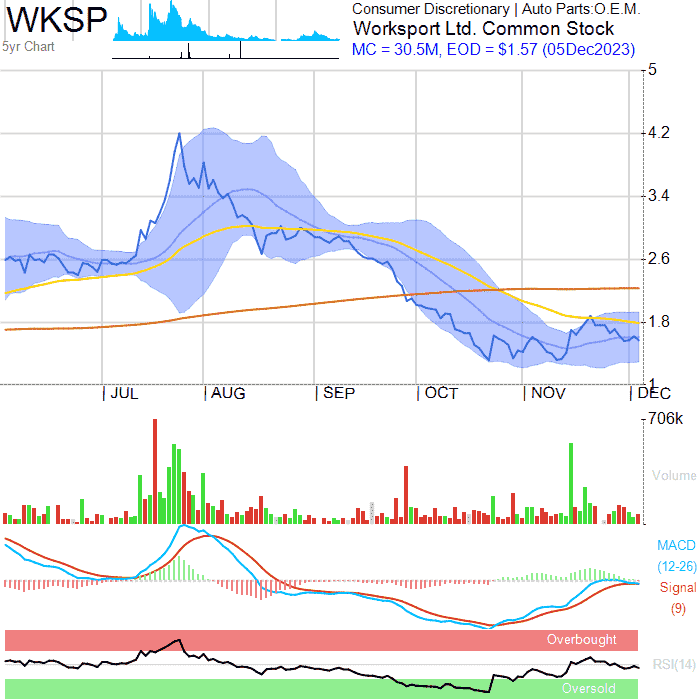 WKSP
5yr Chart
Consumer Discretionary | Auto Parts:O.E.M.
Worksport Ltd. Common Stock
MC = 30.5M, EOD = $1.57 (05Dec2023)
5
4.2
3.4
2.6
1.8
1
JUL
AUG
SEP
OCT
NOV
DEC
706k
Volume
MACD
(12-26)
Signal
(9)
Overbought
RSI(14)
Oversold